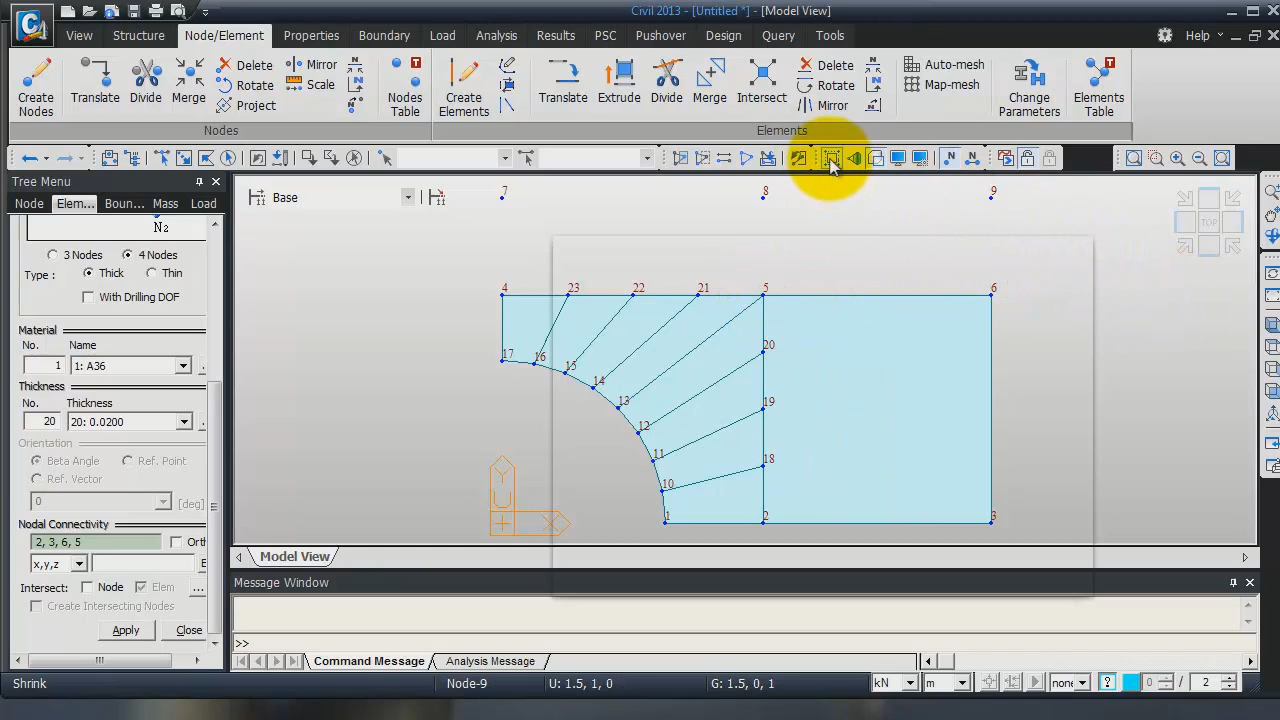 Civil 2013 - [Untitled *] - [Model View]
View Structure Node/Element Properties Boundary Load Analysis Results PSC Pushover Design Query Tools Help
Create Nodes
Translate
Divide
Merge
Delete
Rotate
Project
Mirror
Scale
Nodes Table
Nodes
Create Elements
Translate
Extrude
Divide
Merge
Intersect
Delete
Rotate
Mirror
Auto-mesh
Map-mesh
Change Parameters
Elements Table
Elements
Tree Menu
Node Elem... Boun... Mass Load
N2
3 Nodes 4 Nodes
Type : Thick Thin
With Drilling DOF
Material
No. Name
1 1: A36
Thickness
No. Thickness
20 20: 0.0200
Orientation
Beta Angle Ref. Point
Ref. Vector
0 [deg]
Nodal Connectivity
2, 3, 6, 5 Orth
x,y,z
Intersect: Node Elem ...
Create Intersecting Nodes
Apply Close
Base
7 8 9
TOP
4 23 22 21 5 6
17 16 20
15
14
13 19
12
11 18
10
1 2 3
Y
U
X
Model View
Message Window
>>
Command Message Analysis Message
Shrink Node-9 U: 1.5, 1, 0 G: 1.5, 0, 1 kN m none 0 / 2